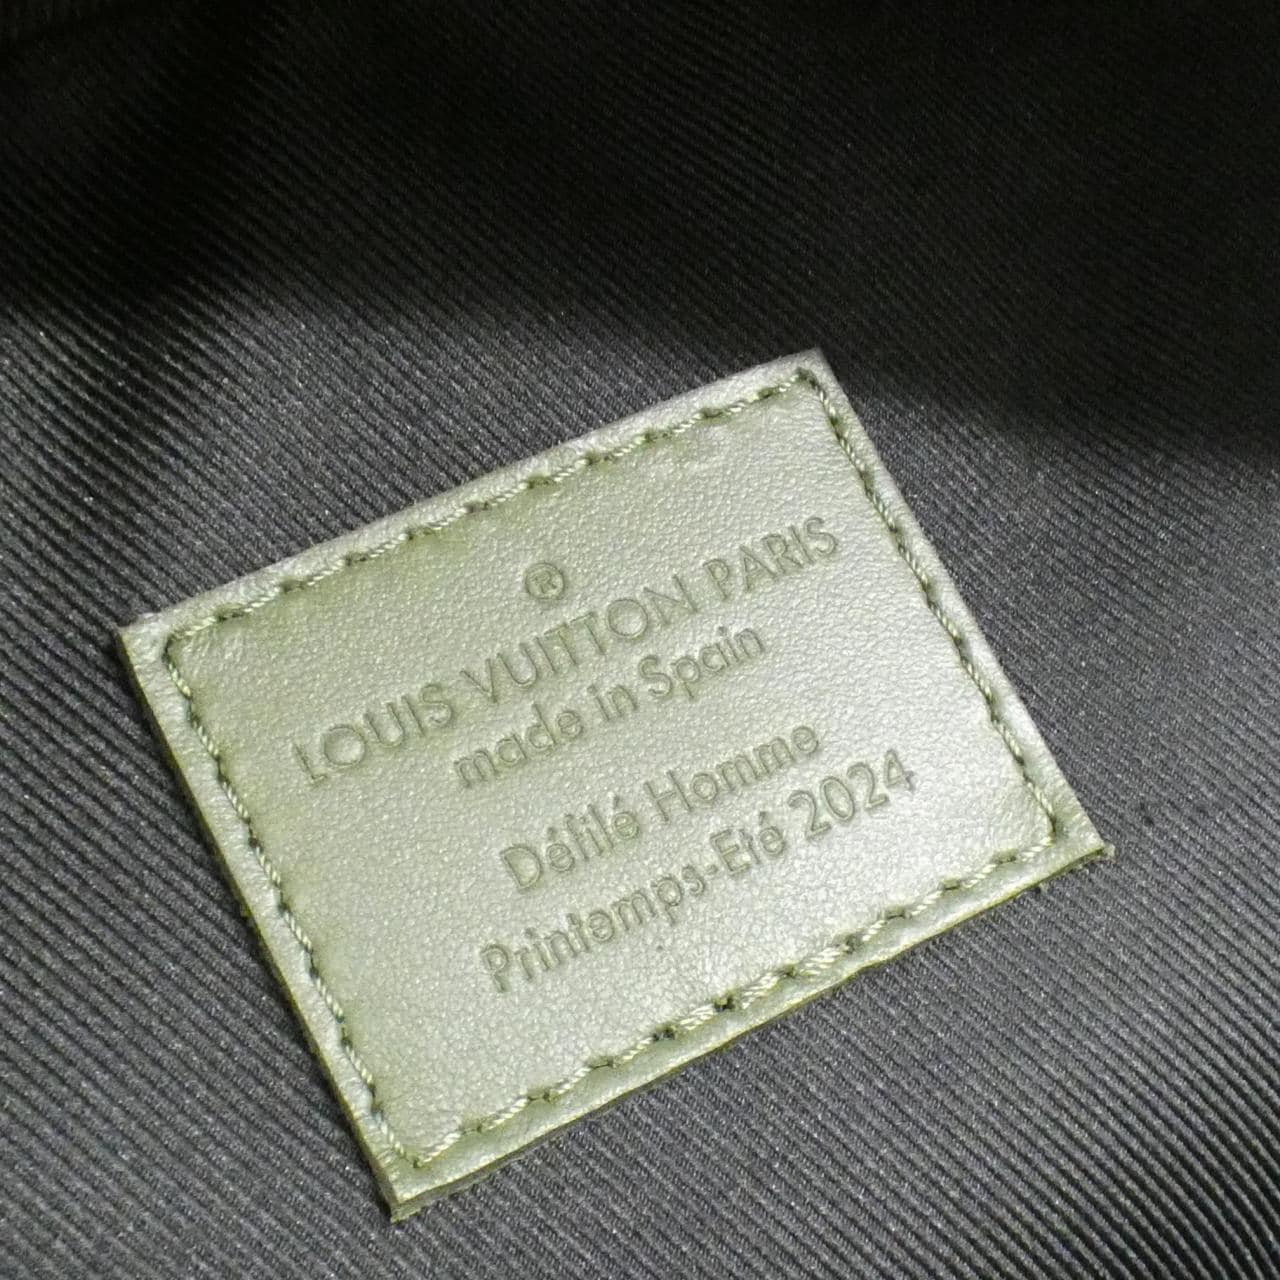 ®
LOUIS VUITTON PARIS
made in Spain
Défilé Homme
Printemps-Eté 2024